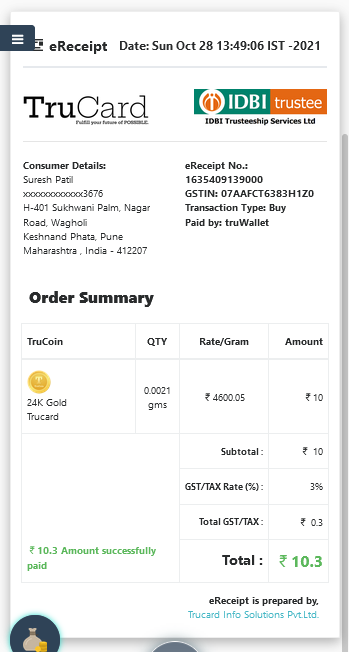 eReceipt Date: Sun Oct 28 13:49:06 IST -2021
TruCard
Fulfill your future of POSSIBLE.
IDBI trustee
IDBI Trusteeship Services Ltd
Consumer Details:
Suresh Patil
xxxxxxxxxxxx3676
H-401 Sukhwani Palm, Nagar
Road, Wagholi
Keshnand Phata, Pune
Maharashtra , India - 412207
eReceipt No.:
1635409139000
GSTIN: 07AAFCT6383H1Z0
Transaction Type: Buy
Paid by: truWallet
Order Summary
TruCoin QTY Rate/Gram Amount
24K Gold
Trucard
0.0021
gms
₹ 4600.05
₹ 10
Subtotal : ₹ 10
GST/TAX Rate (%) : 3%
Total GST/TAX : ₹ 0.3
₹ 10.3 Amount successfully
paid
Total : ₹ 10.3
eReceipt is prepared by,
Trucard Info Solutions Pvt.Ltd.